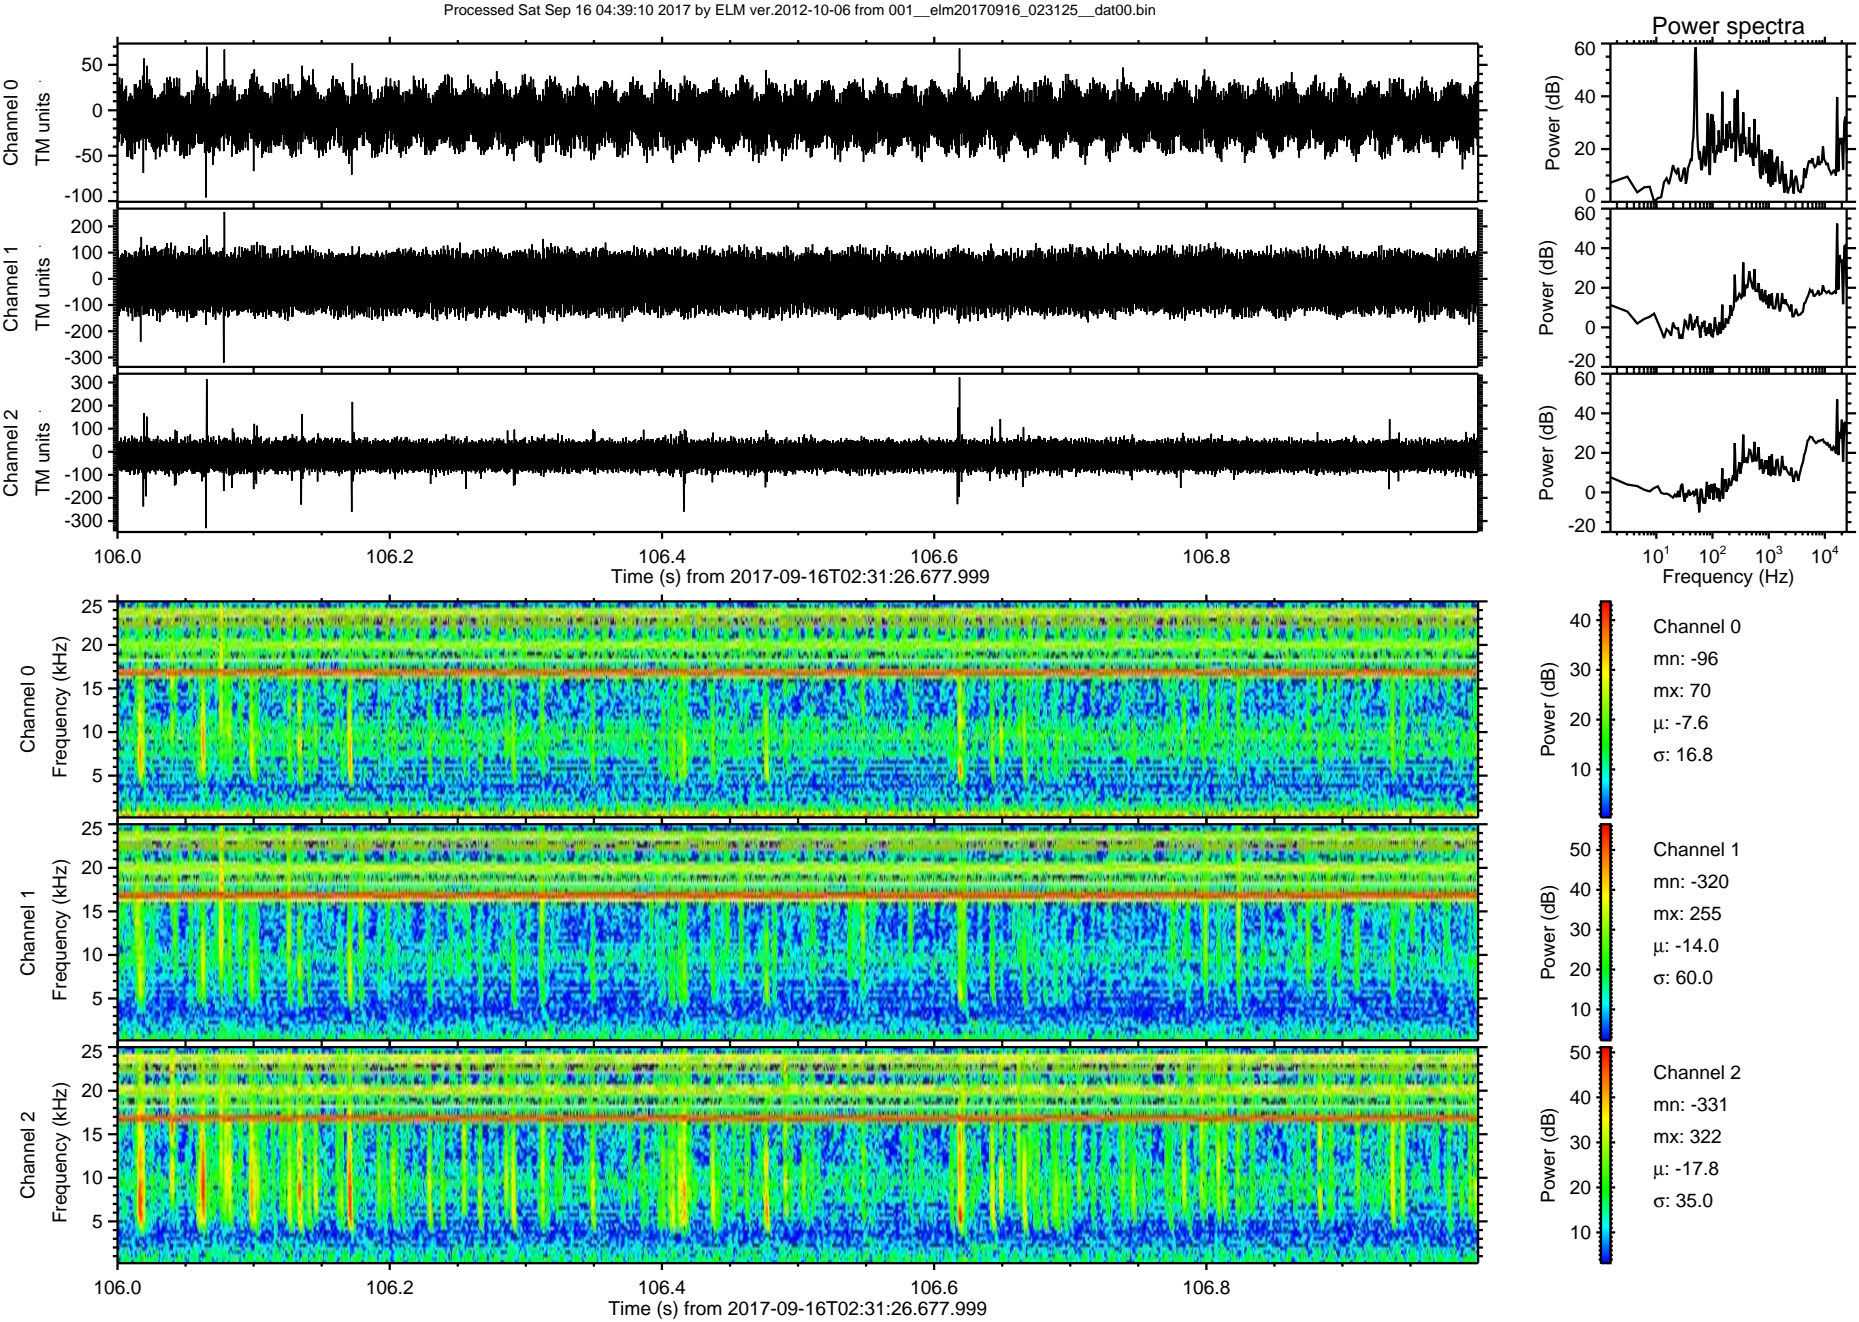 Processed Sat Sep 16 04:39:10 2017 by ELM ver.2012-10-06 from 001__elm20170916_023125__dat00.bin
Power spectra
Channel 0
TM units
50
0
-50
-100
Power (dB)
60
40
20
0
Channel 1
TM units
200
100
0
-100
-200
-300
Power (dB)
60
40
20
0
-20
Channel 2
TM units
300
200
100
0
-100
-200
-300
Power (dB)
60
40
20
0
-20
106.0 106.2 106.4 106.6 106.8
Time (s) from 2017-09-16T02:31:26.677.999
10¹ 10² 10³ 10⁴
Frequency (Hz)
Channel 0
Frequency (kHz)
25
20
15
10
5
Power (dB)
40
30
20
10
Channel 0
mn: -96
mx: 70
μ: -7.6
σ: 16.8
Channel 1
Frequency (kHz)
25
20
15
10
5
Power (dB)
50
40
30
20
10
Channel 1
mn: -320
mx: 255
μ: -14.0
σ: 60.0
Channel 2
Frequency (kHz)
25
20
15
10
5
Power (dB)
50
40
30
20
10
Channel 2
mn: -331
mx: 322
μ: -17.8
σ: 35.0
106.0 106.2 106.4 106.6 106.8
Time (s) from 2017-09-16T02:31:26.677.999